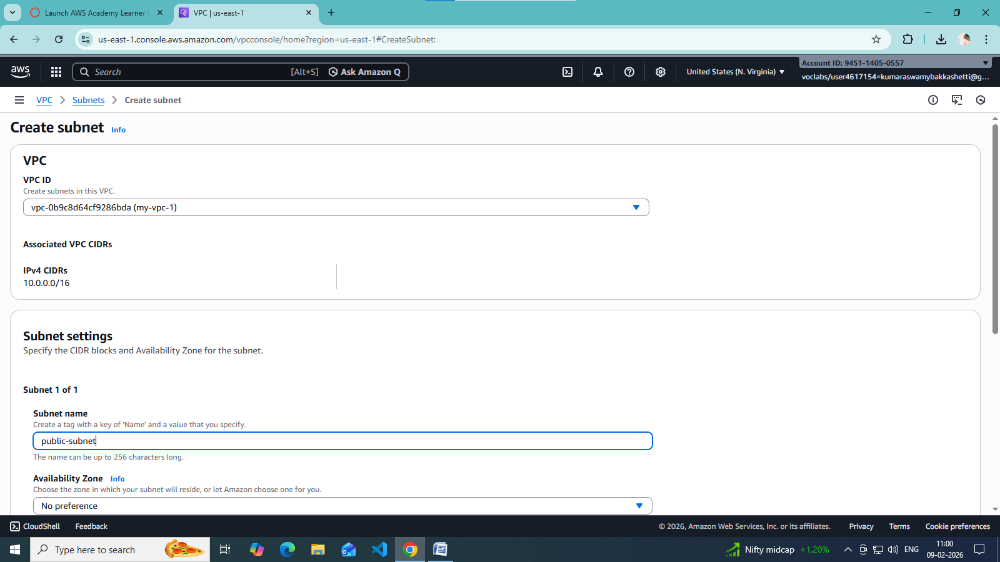 Launch AWS Academy Learner
VPC | us-east-1
us-east-1.console.aws.amazon.com/vpcconsole/home?region=us-east-1#CreateSubnet:
aws
Search
[Alt+S]
Ask Amazon Q
United States (N. Virginia)
Account ID: 9451-1405-0557
voclabs/user4617154=kumaraswamybakkashetti@g...
VPC
Subnets
Create subnet
Create subnet Info
VPC
VPC ID
Create subnets in this VPC.
vpc-0b9c8d64cf9286bda (my-vpc-1)
Associated VPC CIDRs
IPv4 CIDRs
10.0.0.0/16
Subnet settings
Specify the CIDR blocks and Availability Zone for the subnet.
Subnet 1 of 1
Subnet name
Create a tag with a key of 'Name' and a value that you specify.
public-subnet
The name can be up to 256 characters long.
Availability Zone Info
Choose the zone in which your subnet will reside, or let Amazon choose one for you.
No preference
CloudShell
Feedback
© 2026, Amazon Web Services, Inc. or its affiliates.
Privacy
Terms
Cookie preferences
Type here to search
Nifty midcap +1.20%
ENG
11:00
09-02-2026